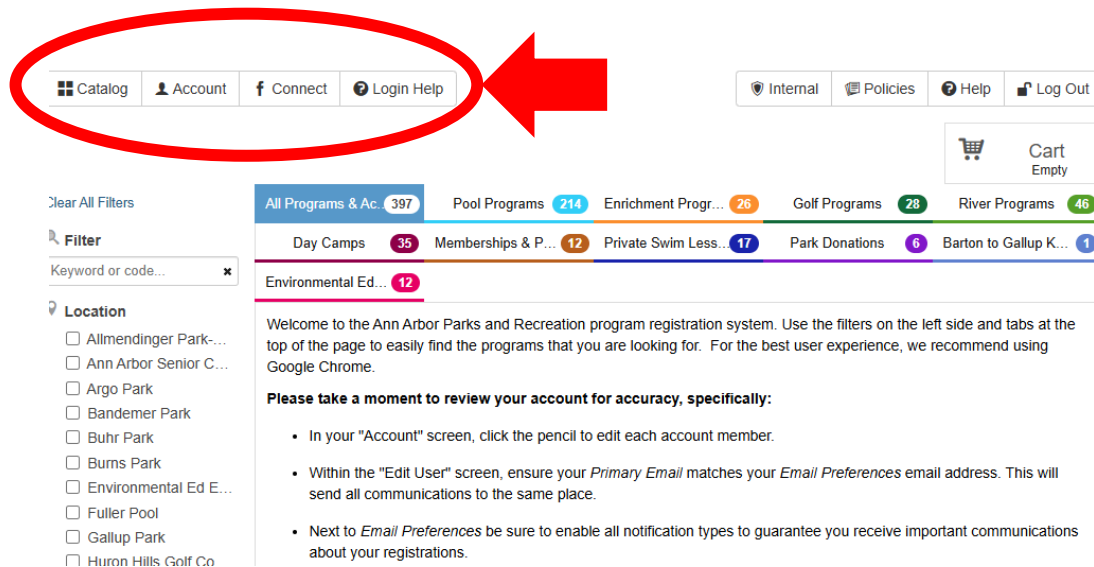 Catalog Account Connect Login Help Internal Policies Help Log Out
Cart
Empty
Clear All Filters
All Programs & Ac... 397 Pool Programs 214 Enrichment Progr... 26 Golf Programs 28 River Programs 46
Filter
Day Camps 35 Memberships & P... 12 Private Swim Less... 17 Park Donations 6 Barton to Gallup K... 1
Keyword or code...
Environmental Ed... 12
Location
Allmendinger Park-...
Ann Arbor Senior C...
Argo Park
Bandemer Park
Buhr Park
Burns Park
Environmental Ed E...
Fuller Pool
Gallup Park
Huron Hills Golf Co
Welcome to the Ann Arbor Parks and Recreation program registration system. Use the filters on the left side and tabs at the
top of the page to easily find the programs that you are looking for. For the best user experience, we recommend using
Google Chrome.
Please take a moment to review your account for accuracy, specifically:
• In your "Account" screen, click the pencil to edit each account member.
• Within the "Edit User" screen, ensure your Primary Email matches your Email Preferences email address. This will
send all communications to the same place.
• Next to Email Preferences be sure to enable all notification types to guarantee you receive important communications
about your registrations.